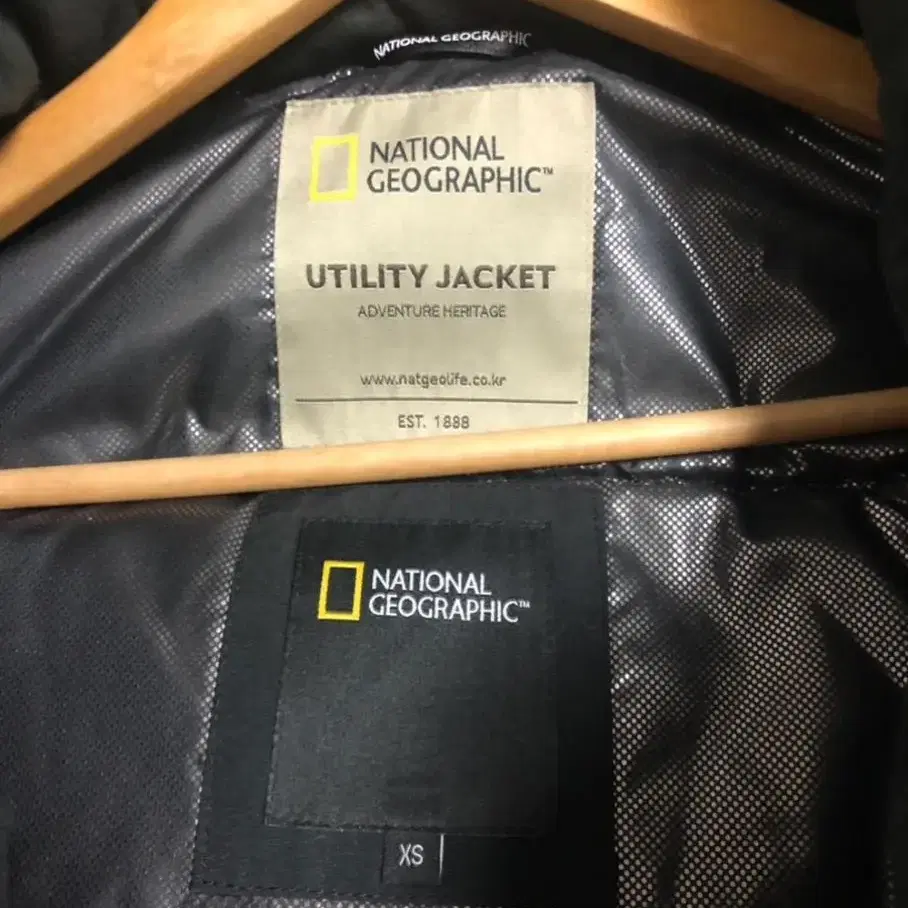 NATIONAL GEOGRAPHIC
NATIONAL
GEOGRAPHIC™
UTILITY JACKET
ADVENTURE HERITAGE
www.natgeolife.co.kr
EST. 1888
NATIONAL
GEOGRAPHIC™
XS